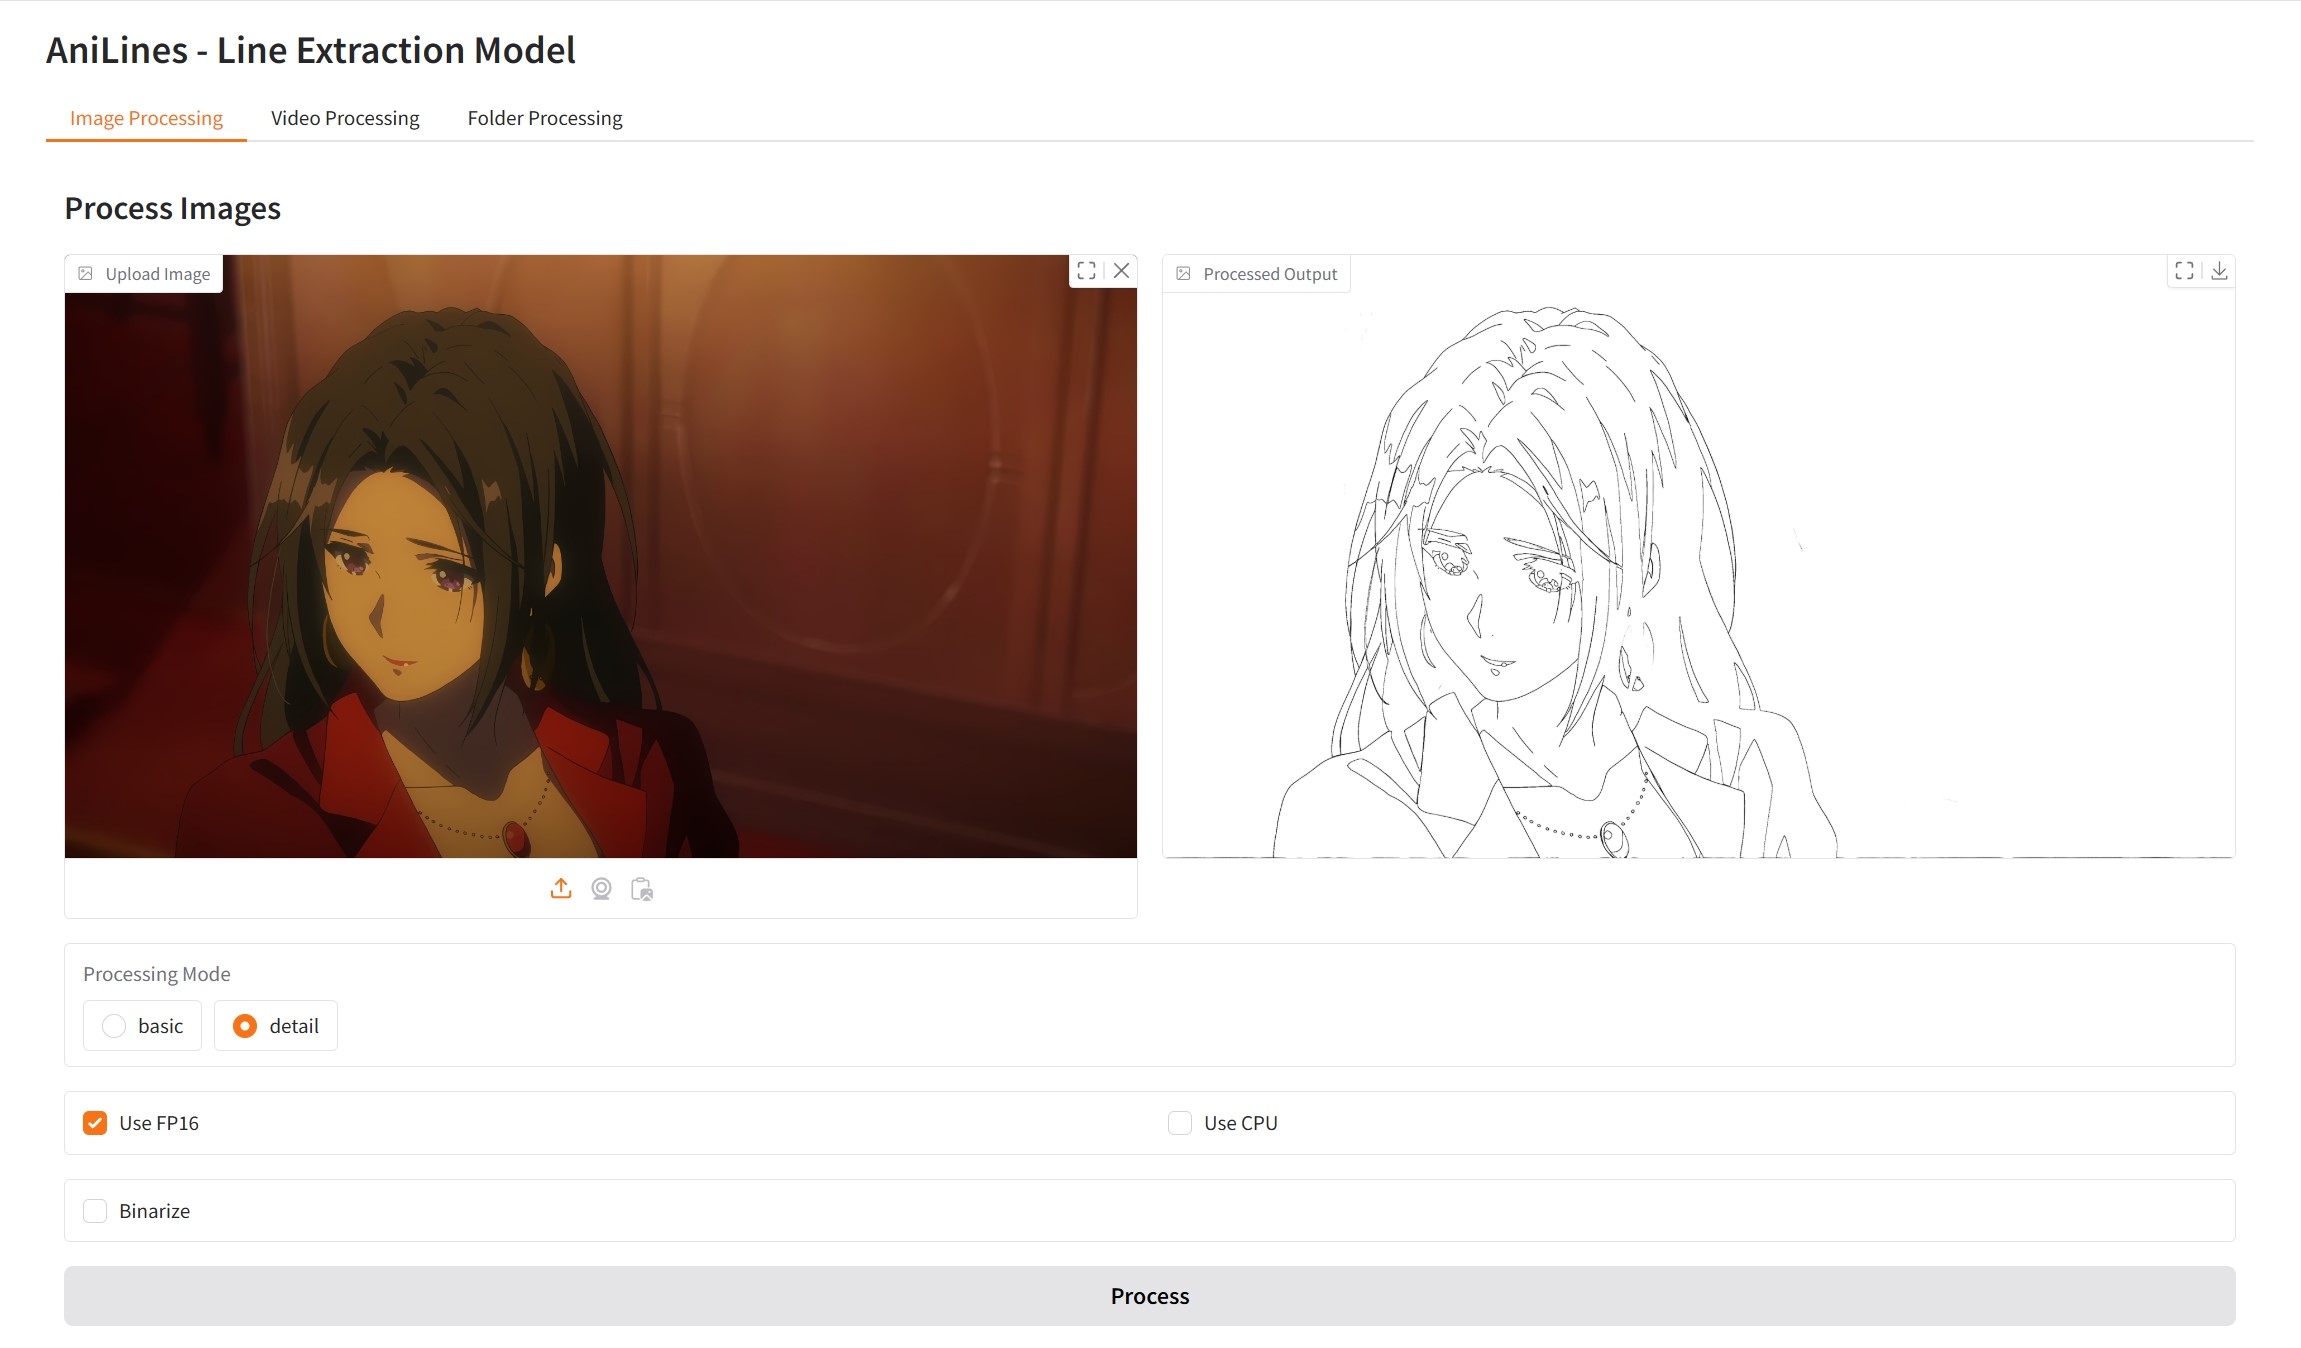 AniLines - Line Extraction Model
Image Processing
Video Processing
Folder Processing
Process Images
Upload Image
Processed Output
Processing Mode
basic
detail
Use FP16
Use CPU
Binarize
Process